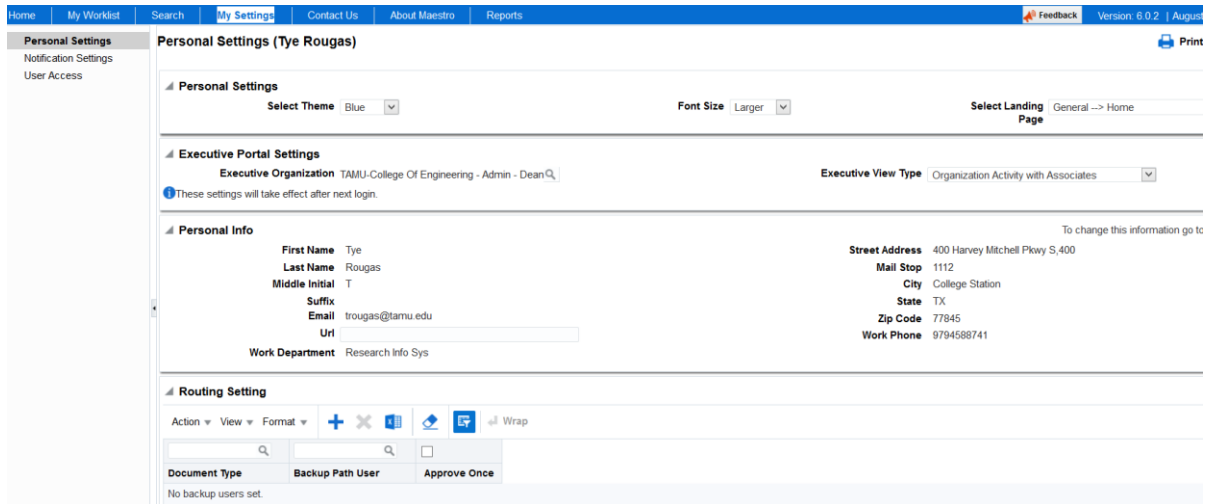 Home My Worklist Search My Settings Contact Us About Maestro Reports Feedback Version: 6.0.2 | August
Personal Settings
Notification Settings
User Access
Personal Settings (Tye Rougas) Print
Personal Settings
Select Theme Blue Font Size Larger Select Landing Page General --> Home
Executive Portal Settings
Executive Organization TAMU-College Of Engineering - Admin - Dean Executive View Type Organization Activity with Associates
These settings will take effect after next login.
Personal Info To change this information go to
First Name Tye Street Address 400 Harvey Mitchell Pkwy S,400
Last Name Rougas Mail Stop 1112
Middle Initial T City College Station
Suffix State TX
Email trougas@tamu.edu Zip Code 77845
Url Work Phone 9794588741
Work Department Research Info Sys
Routing Setting
Action View Format Wrap
Document Type Backup Path User Approve Once
No backup users set.